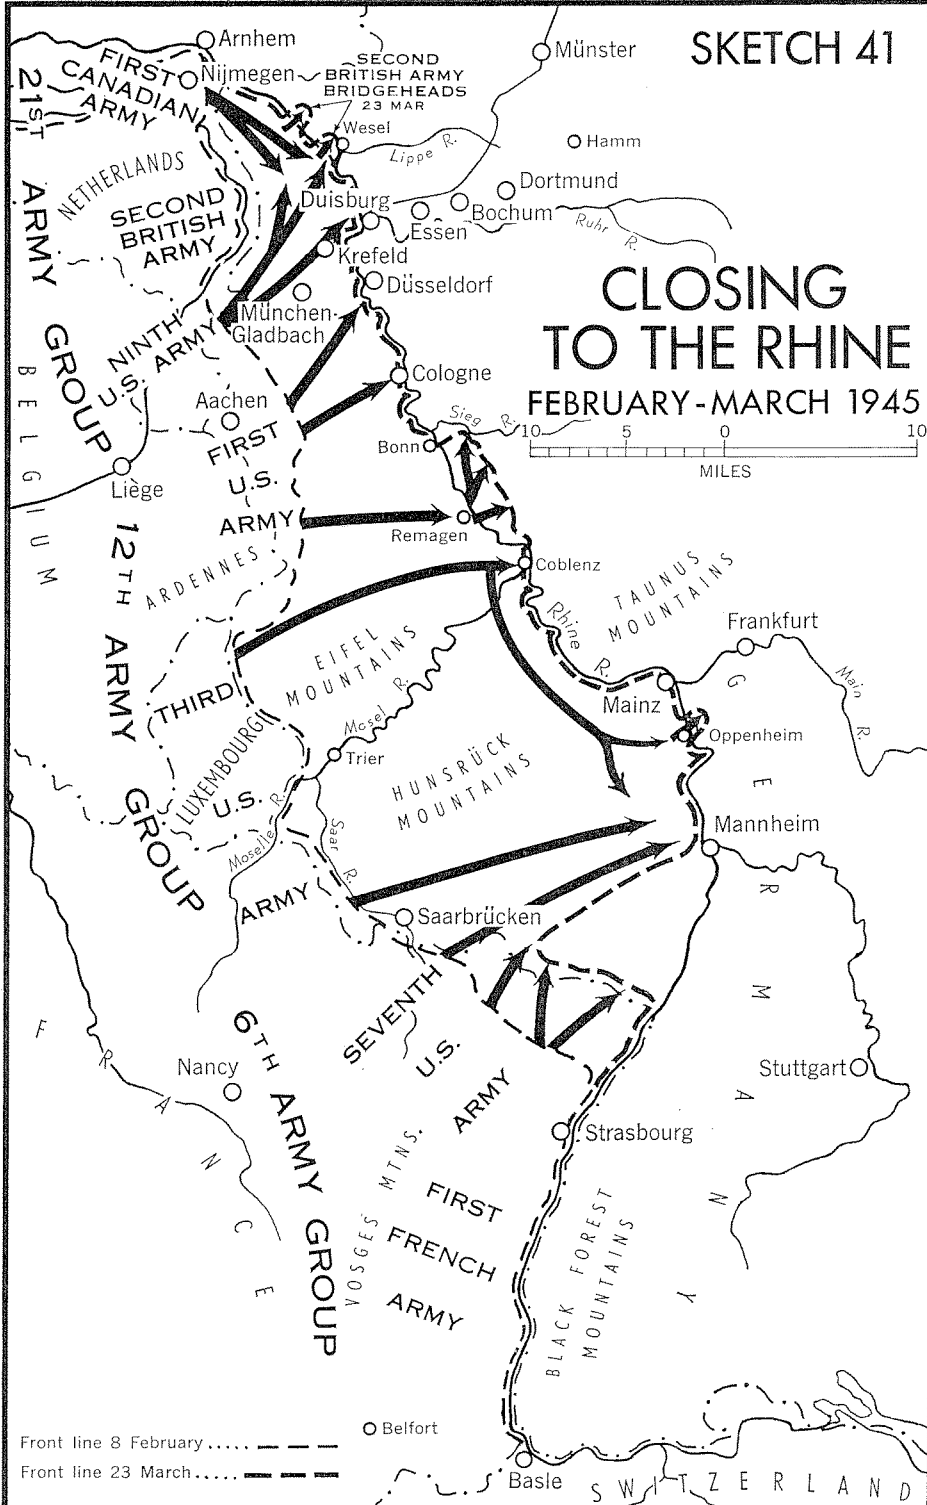 SKETCH 41
CLOSING
TO THE RHINE
FEBRUARY-MARCH 1945
10 5 0 10
MILES
Arnhem
Münster
FIRST
CANADIAN
ARMY
Nijmegen
SECOND
BRITISH ARMY
BRIDGEHEADS
23 MAR
Wesel
Lippe R.
Hamm
21ST ARMY GROUP
NETHERLANDS
SECOND
BRITISH
ARMY
Duisburg
Dortmund
Bochum
Essen
Ruhr R.
Krefeld
Düsseldorf
München-
Gladbach
NINTH
U.S. ARMY
BELGIUM
Aachen
Cologne
Sieg R.
Bonn
FIRST
U.S.
ARMY
Liège
Remagen
12TH ARMY GROUP
ARDENNES
Coblenz
TAUNUS
MOUNTAINS
Rhine R.
Frankfurt
Main R.
EIFEL
MOUNTAINS
Mainz
Oppenheim
THIRD
U.S.
ARMY
LUXEMBOURG
Mosel R.
Trier
HUNSRÜCK
MOUNTAINS
Moselle R.
Saar R.
Mannheim
GERMANY
Saarbrücken
SEVENTH
U.S.
ARMY
6TH ARMY GROUP
FRANCE
Nancy
Stuttgart
Strasbourg
VOSGES MTNS.
FIRST
FRENCH
ARMY
BLACK FOREST
MOUNTAINS
Belfort
Basle
SWITZERLAND
Front line 8 February.....
Front line 23 March.....